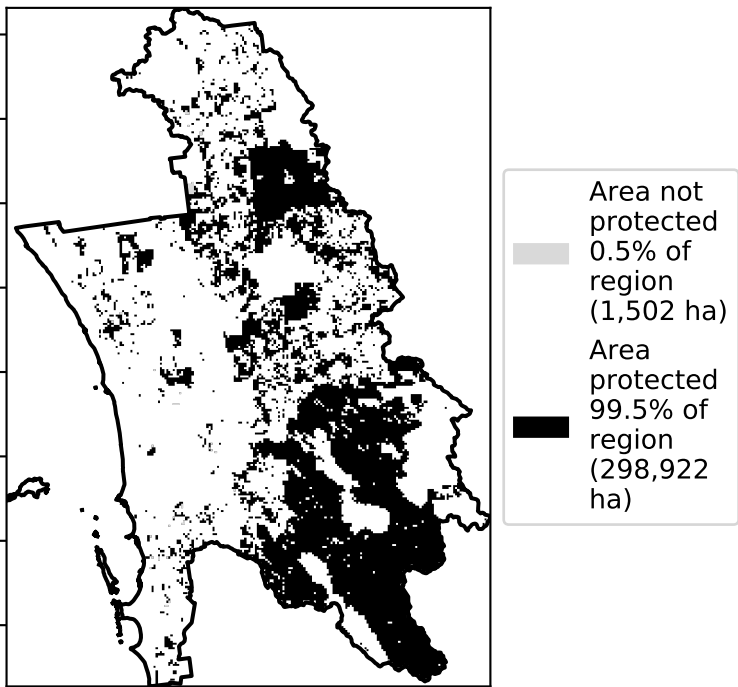 Area not
protected
0.5% of
region
(1,502 ha)
Area
protected
99.5% of
region
(298,922
ha)